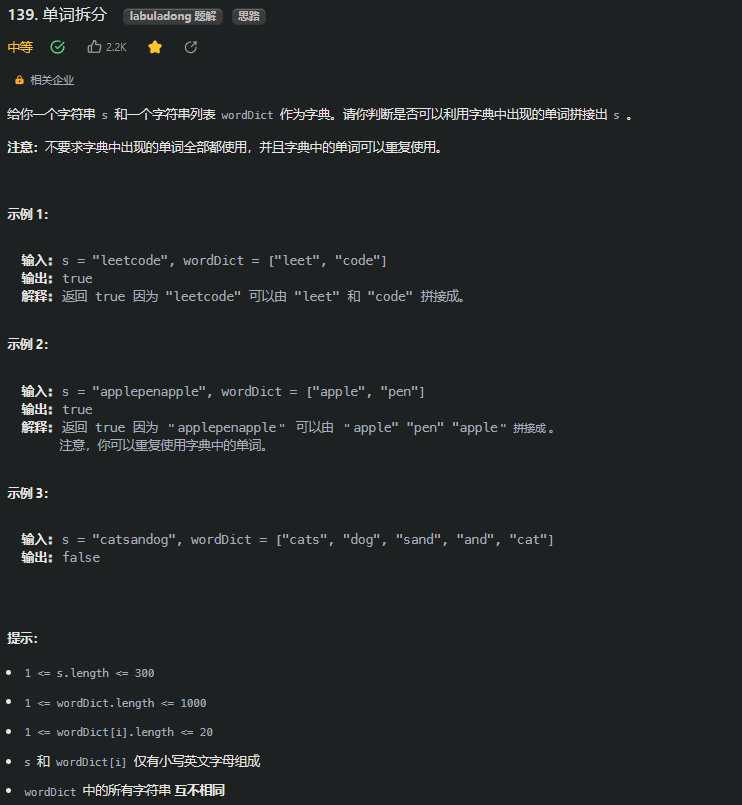 139. 单词拆分 labuladong 题解 思路
中等 2.2K
相关企业
给你一个字符串 s 和一个字符串列表 wordDict 作为字典。请你判断是否可以利用字典中出现的单词拼接出 s 。
注意：不要求字典中出现的单词全部都使用，并且字典中的单词可以重复使用。
示例 1：
输入: s = "leetcode", wordDict = ["leet", "code"]
输出: true
解释: 返回 true 因为 "leetcode" 可以由 "leet" 和 "code" 拼接成。
示例 2：
输入: s = "applepenapple", wordDict = ["apple", "pen"]
输出: true
解释: 返回 true 因为 "applepenapple" 可以由 "apple" "pen" "apple" 拼接成 。
注意，你可以重复使用字典中的单词。
示例 3：
输入: s = "catsandog", wordDict = ["cats", "dog", "sand", "and", "cat"]
输出: false
提示：
1 <= s.length <= 300
1 <= wordDict.length <= 1000
1 <= wordDict[i].length <= 20
s 和 wordDict[i] 仅有小写英文字母组成
wordDict 中的所有字符串 互不相同